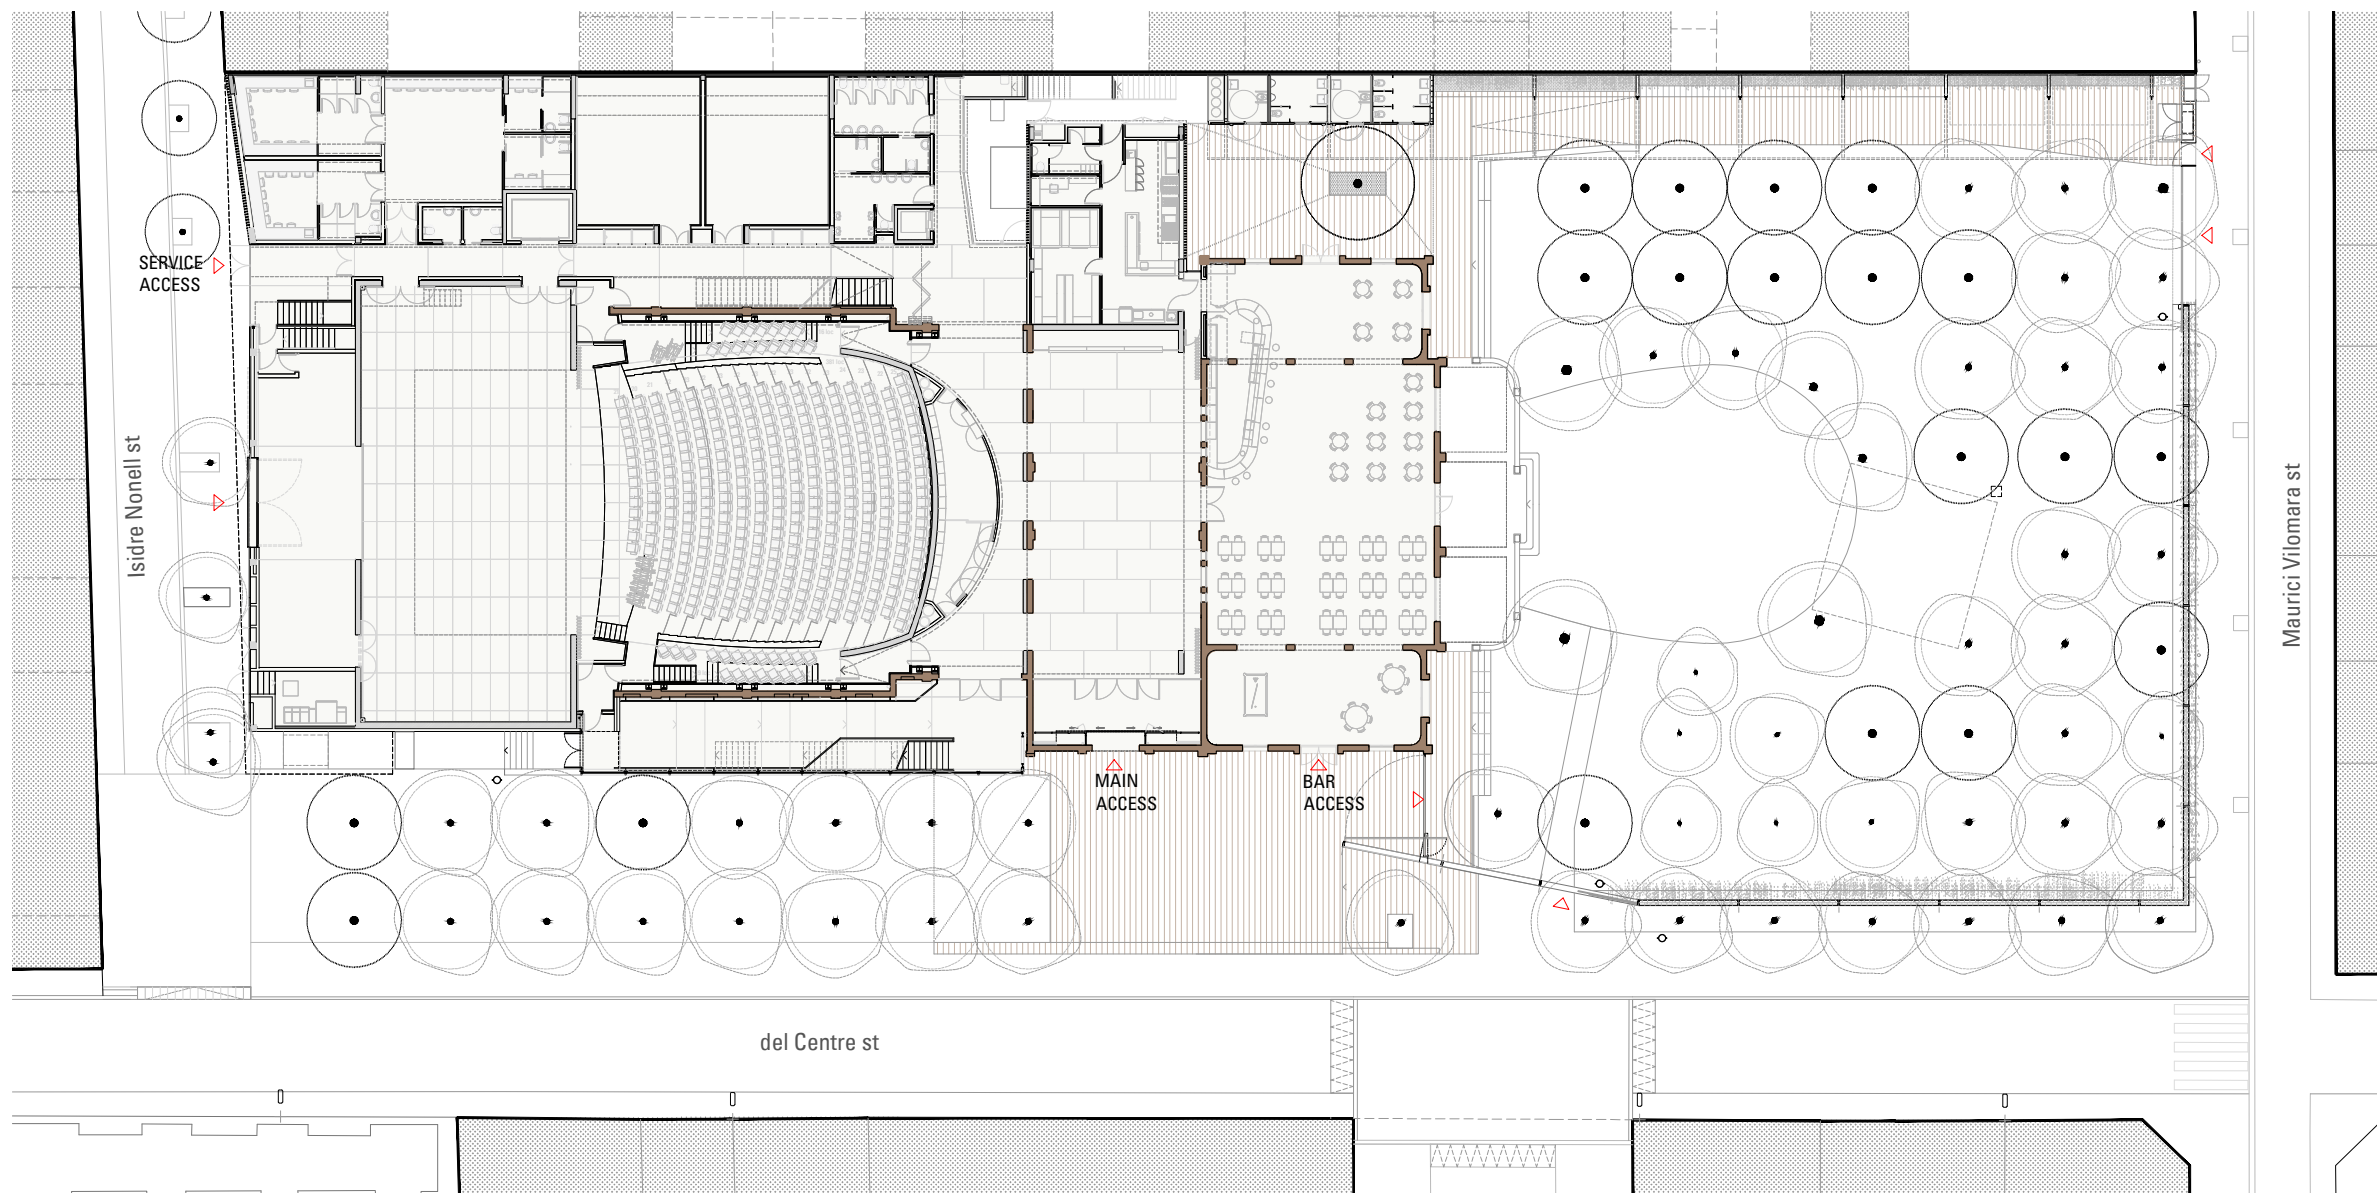 SERVICE
ACCESS
Isidre Nonell st
Maurici Vilomara st
MAIN
ACCESS
BAR
ACCESS
del Centre st